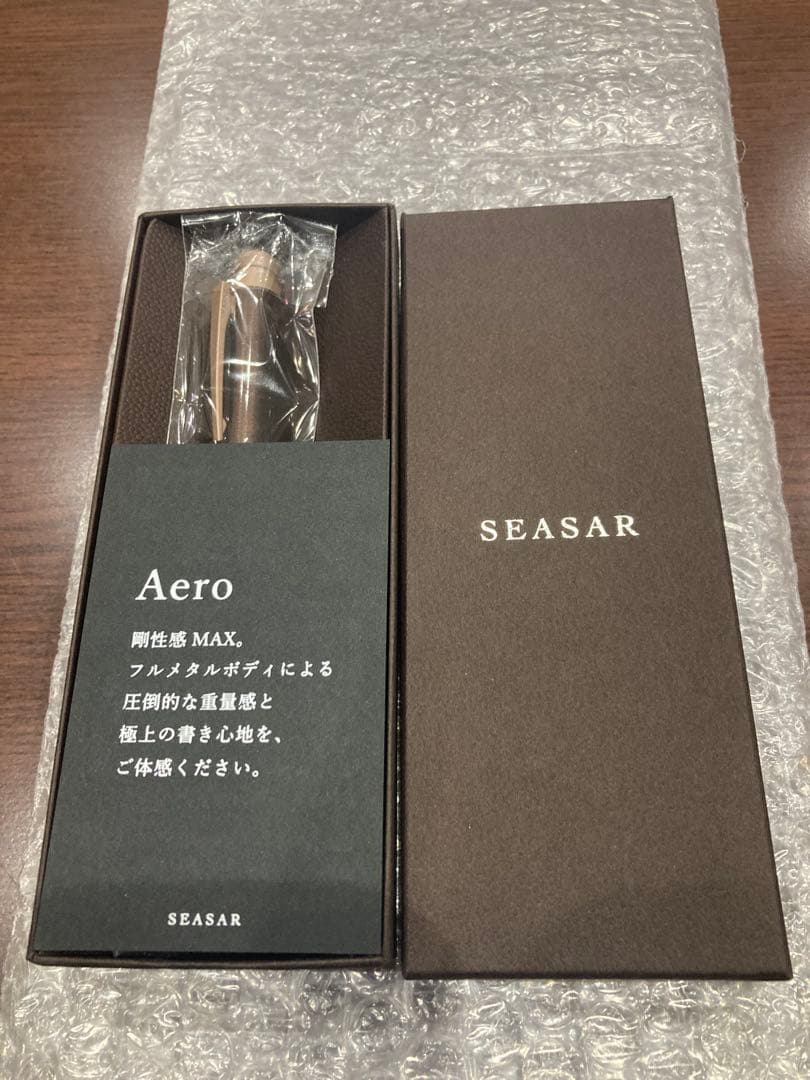 Aero
剛性感 MAX。
フルメタルボディによる
圧倒的な重量感と
極上の書き心地を、
ご体感ください。
SEASAR
SEASAR